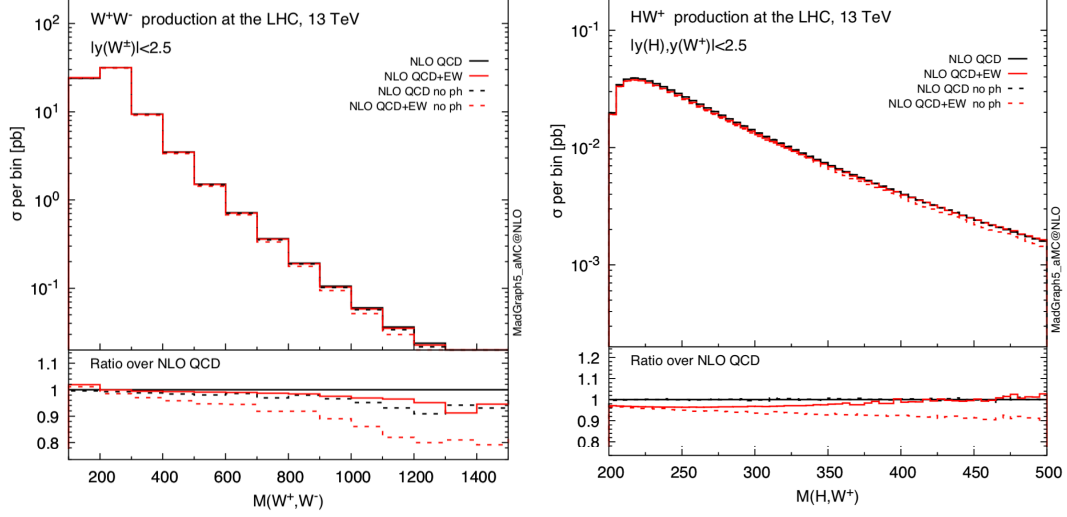 W⁺W⁻ production at the LHC, 13 TeV
|y(W±)|<2.5
NLO QCD
NLO QCD+EW
NLO QCD no ph
NLO QCD+EW no ph
σ per bin [pb]
10²
10¹
10⁰
10⁻¹
MadGraph5_aMC@NLO
Ratio over NLO QCD
1.1
1
0.9
0.8
200 400 600 800 1000 1200 1400
M(W⁺,W⁻)
HW⁺ production at the LHC, 13 TeV
|y(H),y(W⁺)|<2.5
NLO QCD
NLO QCD+EW
NLO QCD no ph
NLO QCD+EW no ph
σ per bin [pb]
10⁻¹
10⁻²
10⁻³
MadGraph5_aMC@NLO
Ratio over NLO QCD
1.2
1.1
1
0.9
0.8
200 250 300 350 400 450 500
M(H,W⁺)